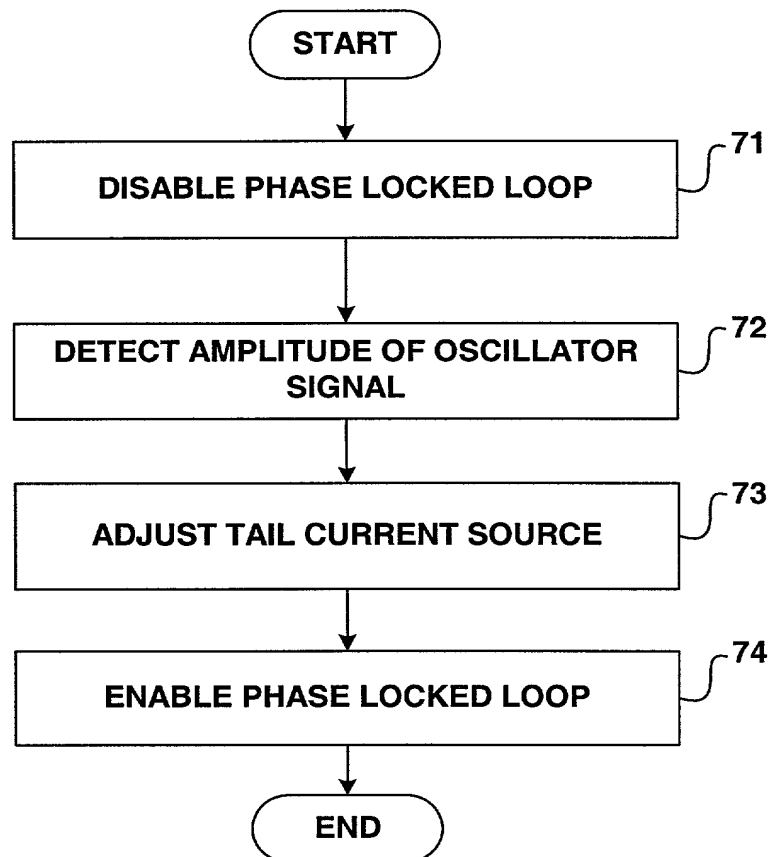 START
71
DISABLE PHASE LOCKED LOOP
72
DETECT AMPLITUDE OF OSCILLATOR
SIGNAL
73
ADJUST TAIL CURRENT SOURCE
74
ENABLE PHASE LOCKED LOOP
END